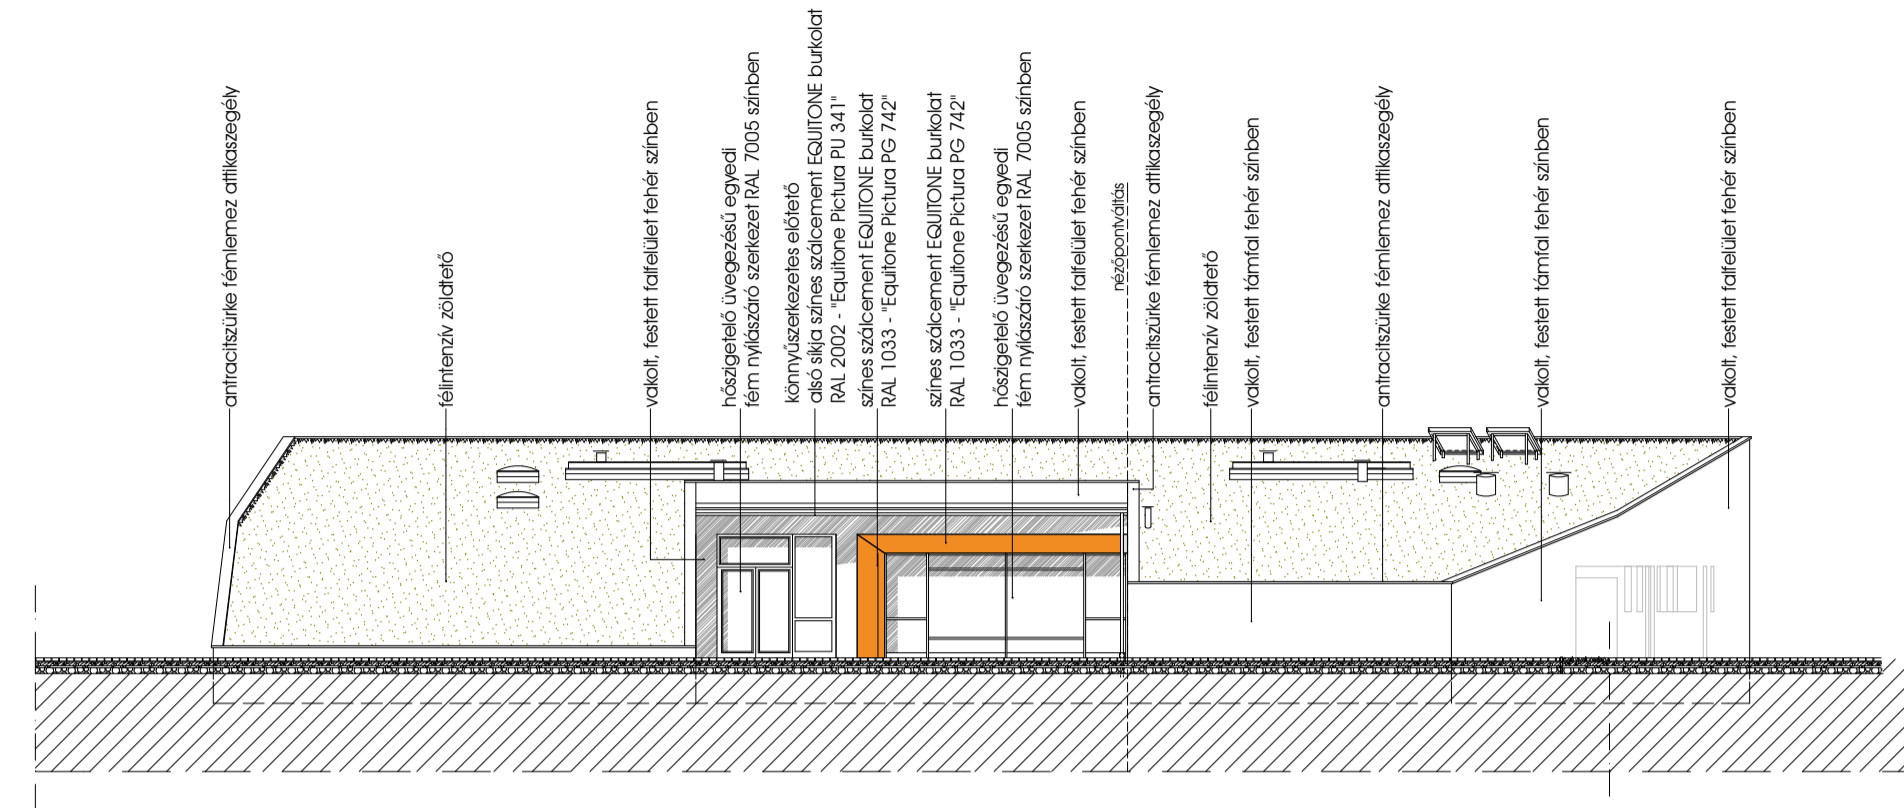 antracitszürke fémlemez attikaszegély
félintenzív zöldtető
vakolt, festett falfelület fehér színben
hőszigetelő üvegezésű egyedi
fém nyílászáró szerkezet RAL 7005 színben
könnyűszerkezetes előtető
alsó síkja színes szálcement EQUITONE burkolat
RAL 2002 - "Equitone Pictura PU 341"
színes szálcement EQUITONE burkolat
RAL 1033 - "Equitone Pictura PG 742"
színes szálcement EQUITONE burkolat
RAL 1033 - "Equitone Pictura PG 742"
hőszigetelő üvegezésű egyedi
fém nyílászáró szerkezet RAL 7005 színben
vakolt, festett falfelület fehér színben
nézőpontváltás
antracitszürke fémlemez attikaszegély
félintenzív zöldtető
vakolt, festett támfal fehér színben
antracitszürke fémlemez attikaszegély
vakolt, festett támfal fehér színben
vakolt, festett falfelület fehér színben